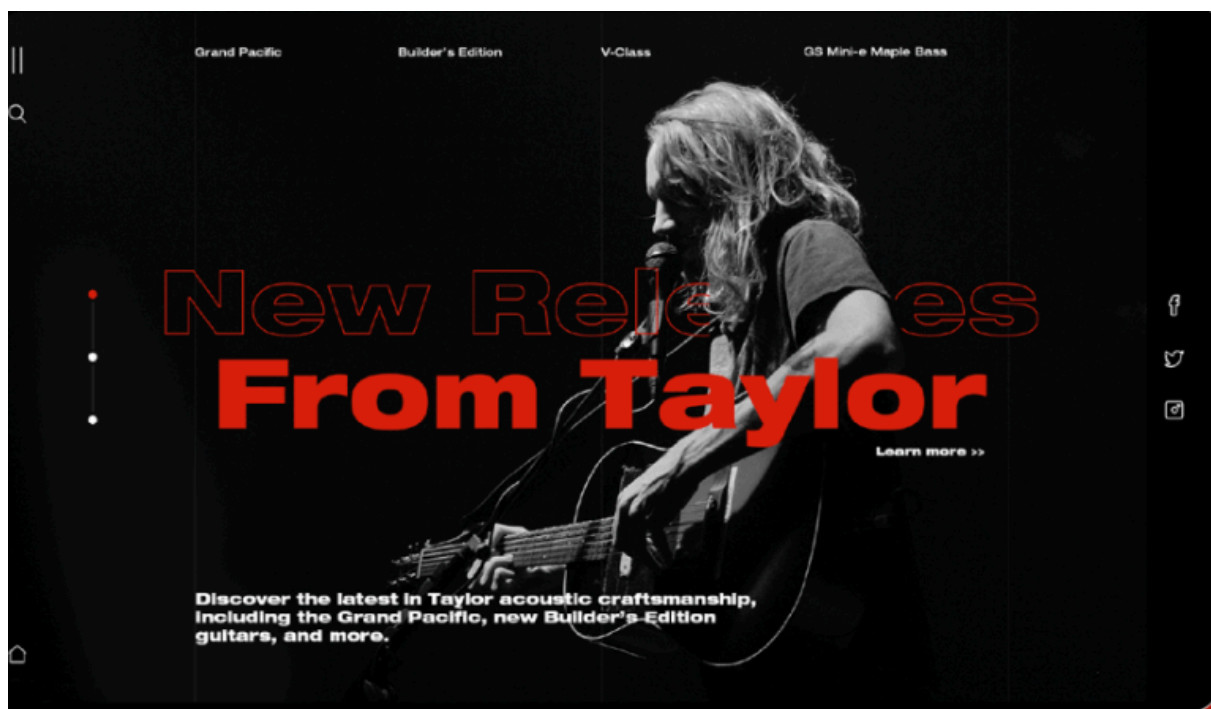 Grand Pacific
Builder's Edition
V-Class
GS Mini-e Maple Bass
New Releases
From Taylor
Learn more >>
Discover the latest in Taylor acoustic craftsmanship,
including the Grand Pacific, new Builder's Edition
guitars, and more.